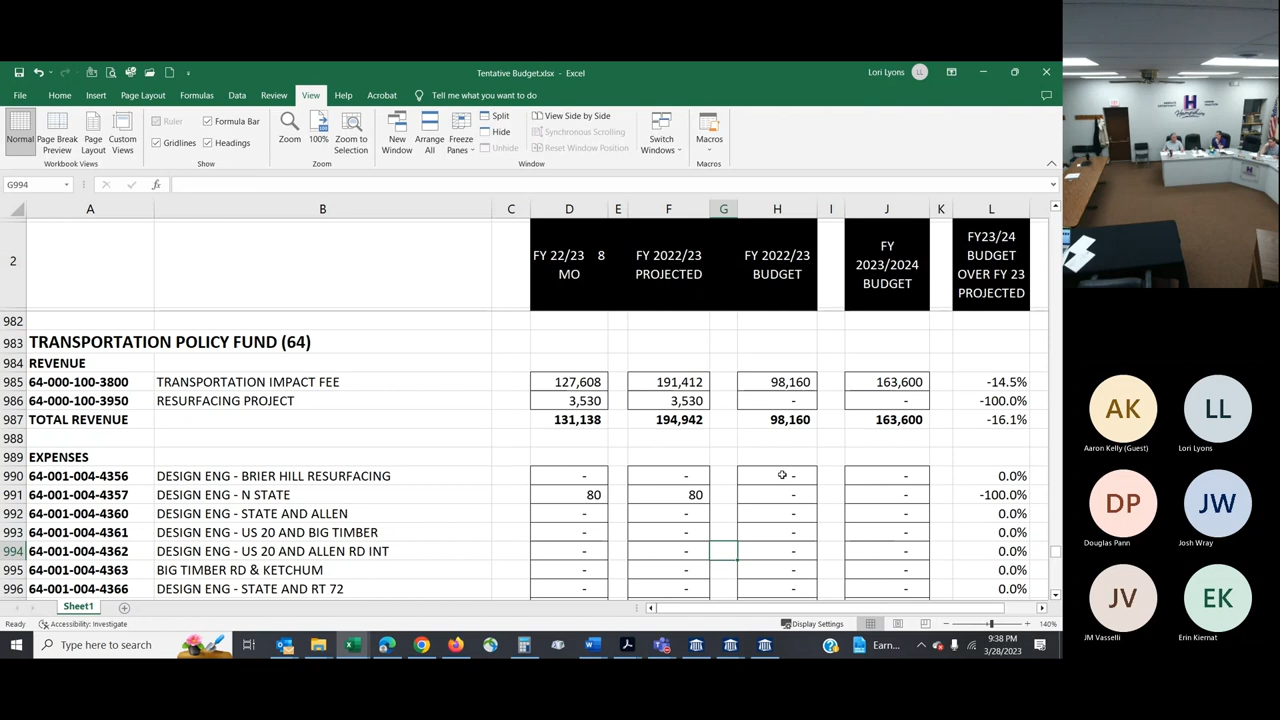 Tentative Budget.xlsx - Excel
Lori Lyons LL
File Home Insert Page Layout Formulas Data Review View Help Acrobat Tell me what you want to do
Normal Page Break Preview Page Layout Custom Views
Ruler Formula Bar
Gridlines Headings
Zoom 100% Zoom to Selection
New Window Arrange All Freeze Panes
Split
Hide
Unhide
View Side by Side
Synchronous Scrolling
Reset Window Position
Switch Windows Macros
Workbook Views Show Zoom Window Macros
G994 fx
A B C D E F G H I J K L
2 FY 22/23 8 MO FY 2022/23 PROJECTED FY 2022/23 BUDGET FY 2023/2024 BUDGET FY23/24 BUDGET OVER FY 23 PROJECTED
982
983 TRANSPORTATION POLICY FUND (64)
984 REVENUE
985 64-000-100-3800 TRANSPORTATION IMPACT FEE 127,608 191,412 98,160 163,600 -14.5%
986 64-000-100-3950 RESURFACING PROJECT 3,530 3,530 - - -100.0%
987 TOTAL REVENUE 131,138 194,942 98,160 163,600 -16.1%
988
989 EXPENSES
990 64-001-004-4356 DESIGN ENG - BRIER HILL RESURFACING - - - - 0.0%
991 64-001-004-4357 DESIGN ENG - N STATE 80 80 - - -100.0%
992 64-001-004-4360 DESIGN ENG - STATE AND ALLEN - - - - 0.0%
993 64-001-004-4361 DESIGN ENG - US 20 AND BIG TIMBER - - - - 0.0%
994 64-001-004-4362 DESIGN ENG - US 20 AND ALLEN RD INT - - - - 0.0%
995 64-001-004-4363 BIG TIMBER RD & KETCHUM - - - - 0.0%
996 64-001-004-4366 DESIGN ENG - STATE AND RT 72 - - - - 0.0%
Sheet1
Ready Accessibility: Investigate Display Settings 140%
Type here to search Earn... 9:38 PM
3/28/2023
AK LL
Aaron Kelly (Guest) Lori Lyons
DP JW
Douglas Pann Josh Wray
JV EK
JM Vasselli Erin Kiernat